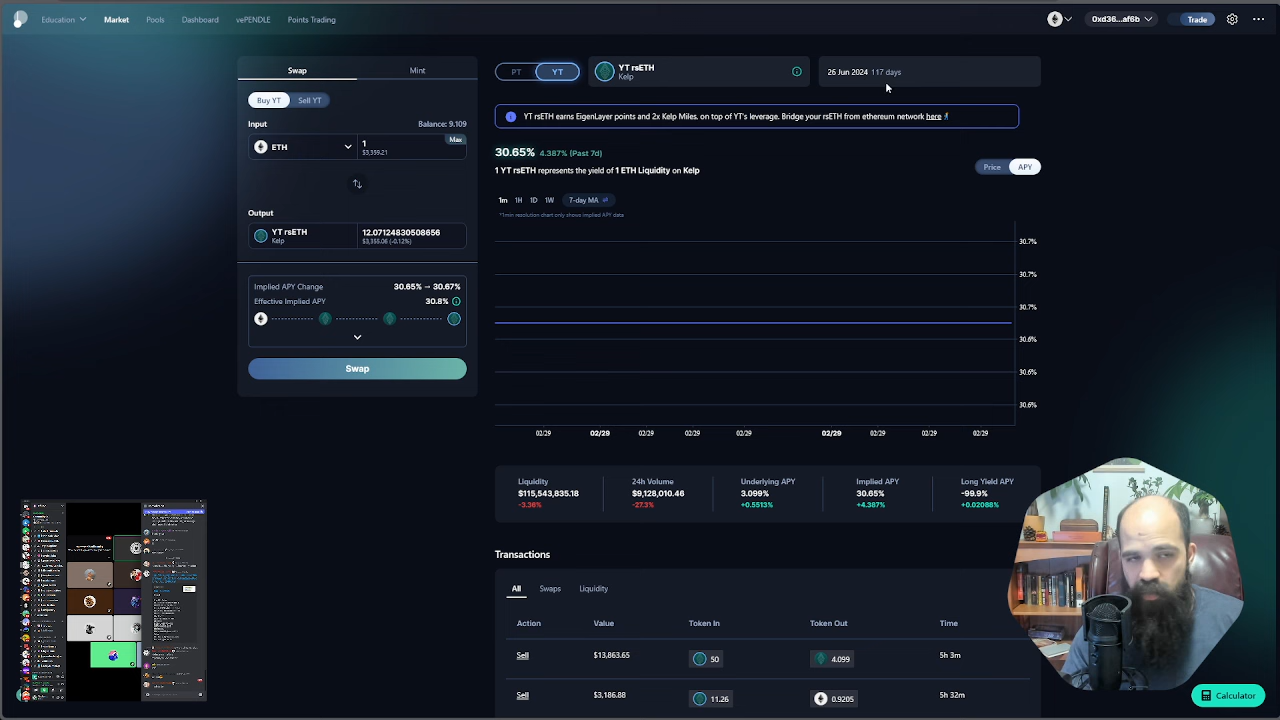 Education Market Pools Dashboard vePENDLE Points Trading 0xd36...af6b Trade
Swap Mint
Buy YT Sell YT
Input Balance: 9.109
ETH 1 Max
$3,359.21
Output
YT rsETH 12.07124830508656
Kelp $3,355.06 (-0.12%)
Implied APY Change 30.65% → 30.67%
Effective Implied APY 30.8%
Swap
PT YT
YT rsETH
Kelp
26 Jun 2024 117 days
YT rsETH earns EigenLayer points and 2x Kelp Miles, on top of YT's leverage. Bridge your rsETH from ethereum network here
30.65% 4.387% (Past 7d)
1 YT rsETH represents the yield of 1 ETH Liquidity on Kelp
Price APY
1m 1H 1D 1W 7-day MA
*1min resolution chart only shows implied APY data
30.7%
30.7%
30.7%
30.6%
30.6%
30.6%
02/29 02/29 02/29 02/29 02/29 02/29 02/29 02/29 02/29
Liquidity 24h Volume Underlying APY Implied APY Long Yield APY
$115,543,835.18 $9,128,010.46 3.099% 30.65% -99.9%
-3.36% -27.3% +0.5513% +4.387% +0.02088%
Transactions
All Swaps Liquidity
Action Value Token In Token Out Time
Sell $13,863.65 50 4.099 5h 3m
Sell $3,116.88 11.26 0.9205 5h 32m
Calculator